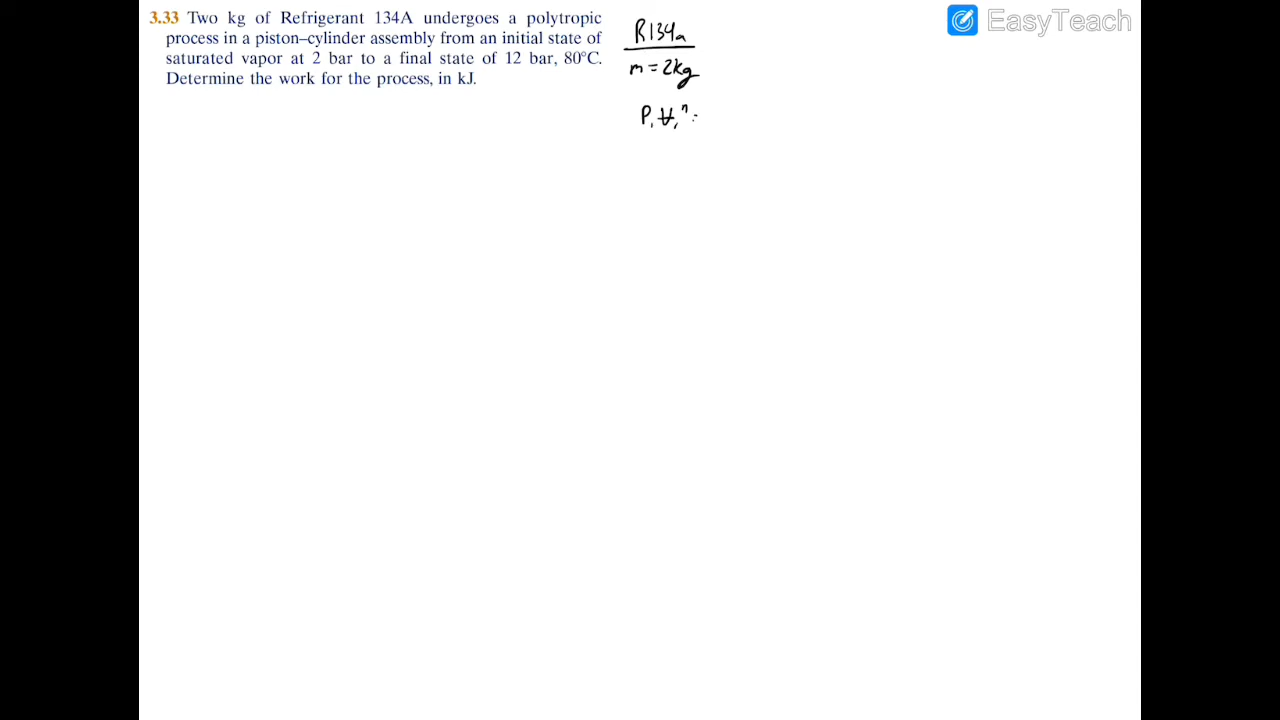 3.33 Two kg of Refrigerant 134A undergoes a polytropic
process in a piston–cylinder assembly from an initial state of
saturated vapor at 2 bar to a final state of 12 bar, 80°C.
Determine the work for the process, in kJ.
R134a
m = 2kg
P₁ V₁ⁿ =
EasyTeach